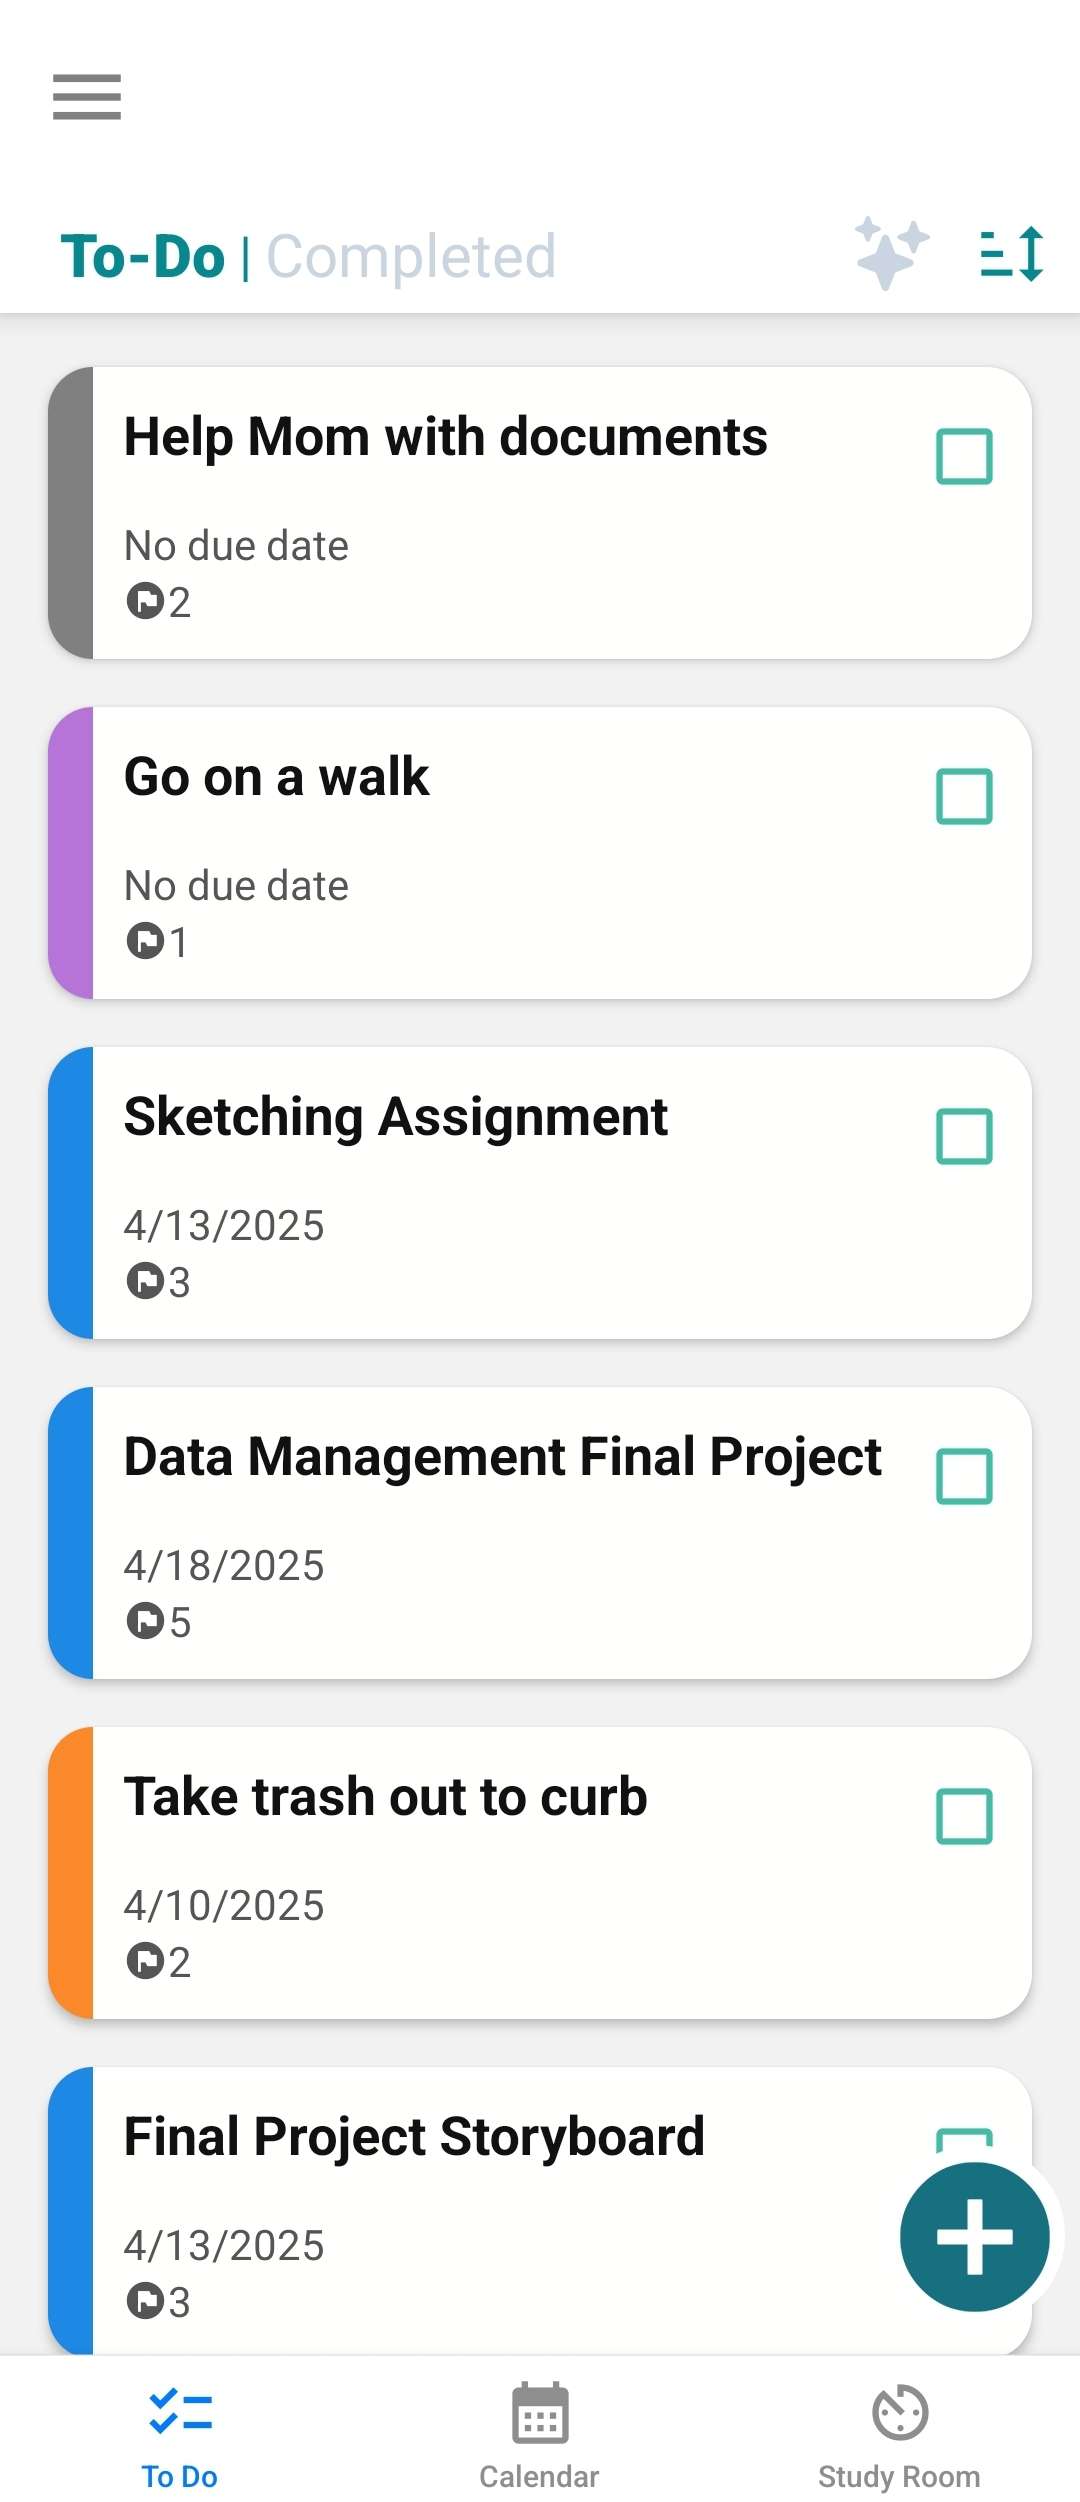 To-Do | Completed
Help Mom with documents
No due date
2
Go on a walk
No due date
1
Sketching Assignment
4/13/2025
3
Data Management Final Project
4/18/2025
5
Take trash out to curb
4/10/2025
2
Final Project Storyboard
4/13/2025
3
To Do
Calendar
Study Room